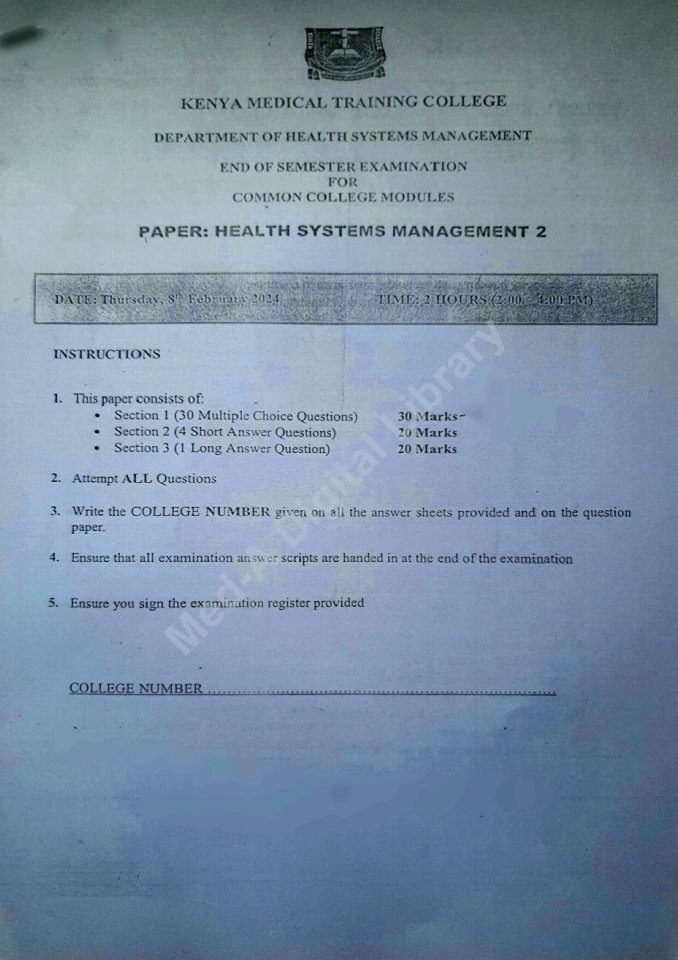 KENYA MEDICAL TRAINING COLLEGE
DEPARTMENT OF HEALTH SYSTEMS MANAGEMENT
END OF SEMESTER EXAMINATION
FOR
COMMON COLLEGE MODULES
PAPER: HEALTH SYSTEMS MANAGEMENT 2
DATE: Thursday, 8th February 2024 TIME: 2 HOURS (2:00 – 4:00 PM)
INSTRUCTIONS
1. This paper consists of:
• Section 1 (30 Multiple Choice Questions) 30 Marks
• Section 2 (4 Short Answer Questions) 20 Marks
• Section 3 (1 Long Answer Question) 20 Marks
2. Attempt ALL Questions
3. Write the COLLEGE NUMBER given on all the answer sheets provided and on the question
paper.
4. Ensure that all examination answer scripts are handed in at the end of the examination
5. Ensure you sign the examination register provided
COLLEGE NUMBER ..........................................................................
Digital Library